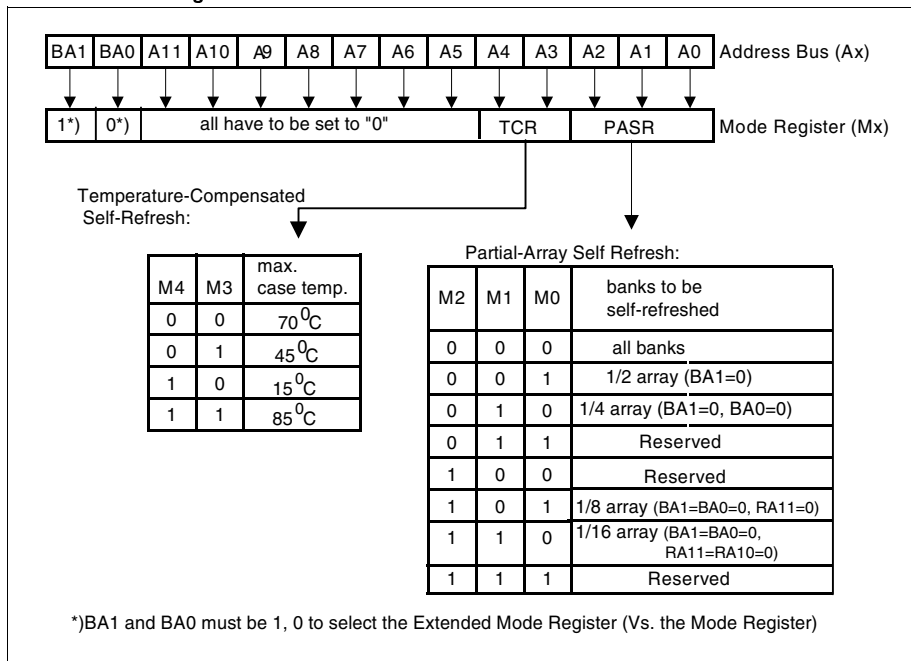 BA1 BA0 A11 A10 A9 A8 A7 A6 A5 A4 A3 A2 A1 A0 Address Bus (Ax)
1*) 0*) all have to be set to "0" TCR PASR Mode Register (Mx)
Temperature-Compensated
Self-Refresh:
M4 M3 max.
case temp.
0 0 70⁰C
0 1 45⁰C
1 0 15⁰C
1 1 85⁰C
Partial-Array Self Refresh:
M2 M1 M0 banks to be
self-refreshed
0 0 0 all banks
0 0 1 1/2 array (BA1=0)
0 1 0 1/4 array (BA1=0, BA0=0)
0 1 1 Reserved
1 0 0 Reserved
1 0 1 1/8 array (BA1=BA0=0, RA11=0)
1 1 0 1/16 array (BA1=BA0=0,
RA11=RA10=0)
1 1 1 Reserved
*)BA1 and BA0 must be 1, 0 to select the Extended Mode Register (Vs. the Mode Register)